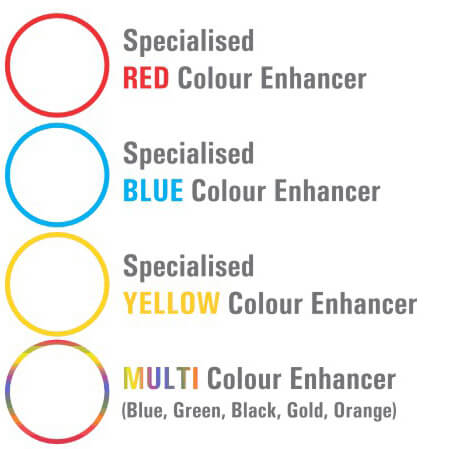 Specialised
RED Colour Enhancer
Specialised
BLUE Colour Enhancer
Specialised
YELLOW Colour Enhancer
MULTI Colour Enhancer
(Blue, Green, Black, Gold, Orange)